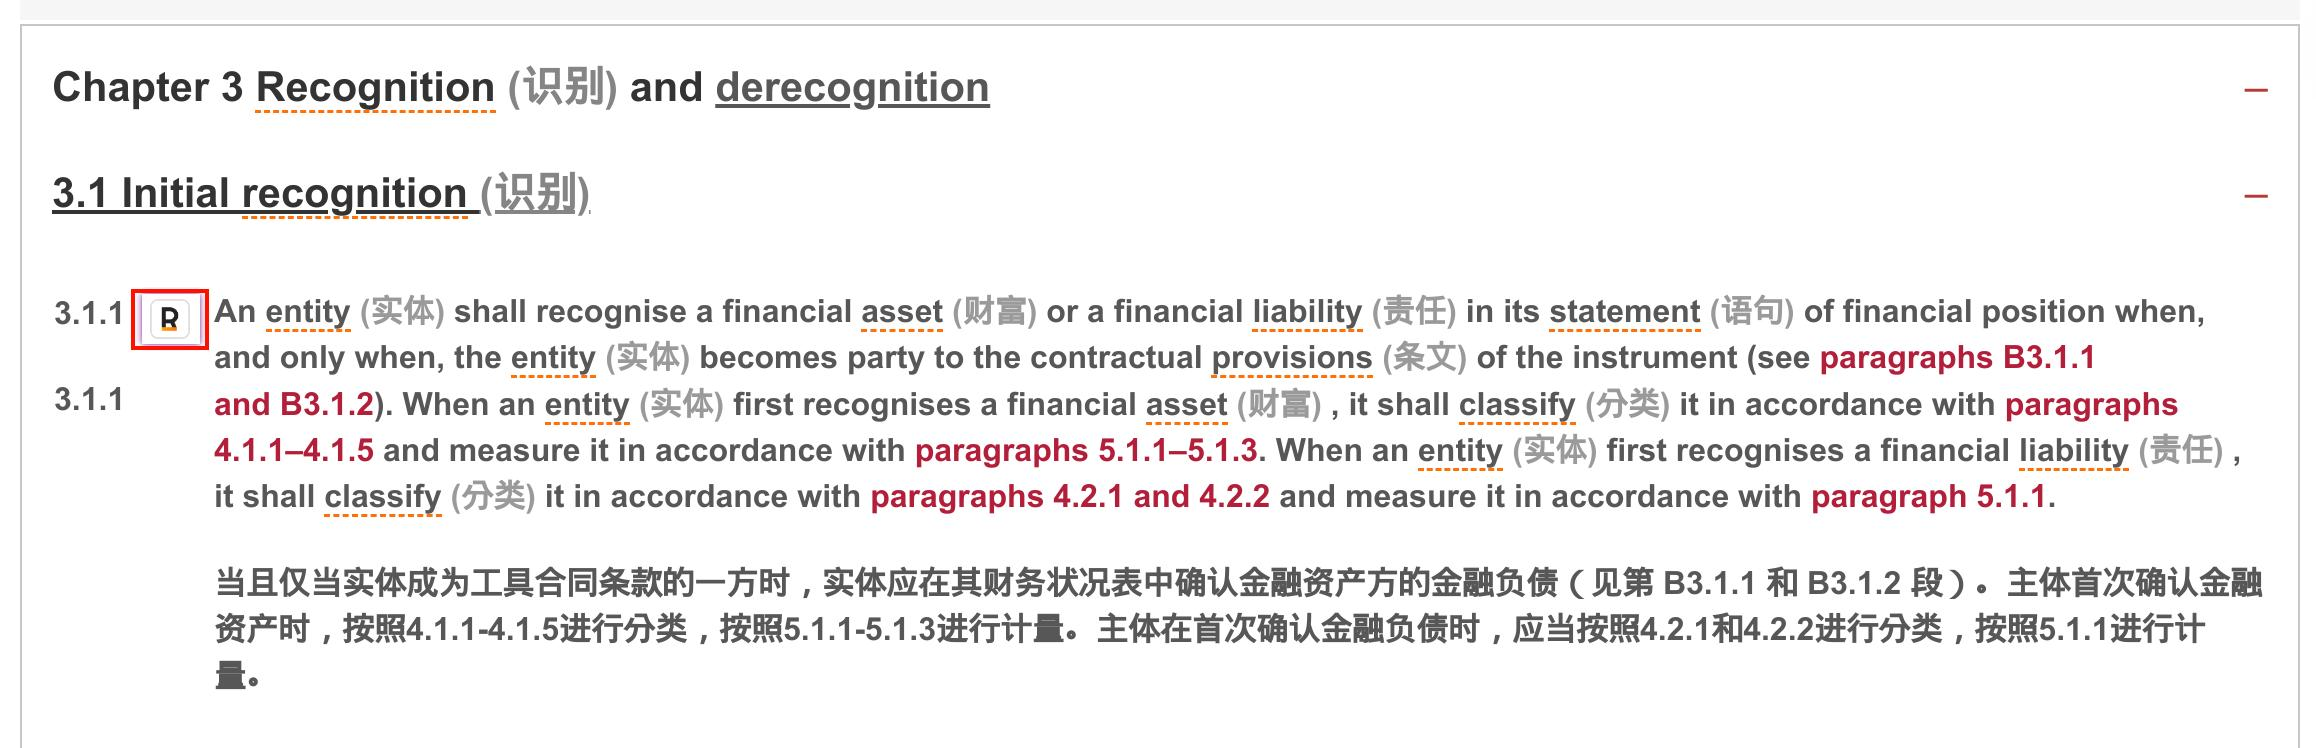 Chapter 3 Recognition (识别) and derecognition
3.1 Initial recognition (识别)
3.1.1 R An entity (实体) shall recognise a financial asset (财富) or a financial liability (责任) in its statement (语句) of financial position when,
and only when, the entity (实体) becomes party to the contractual provisions (条文) of the instrument (see paragraphs B3.1.1
3.1.1 and B3.1.2). When an entity (实体) first recognises a financial asset (财富) , it shall classify (分类) it in accordance with paragraphs
4.1.1–4.1.5 and measure it in accordance with paragraphs 5.1.1–5.1.3. When an entity (实体) first recognises a financial liability (责任) ,
it shall classify (分类) it in accordance with paragraphs 4.2.1 and 4.2.2 and measure it in accordance with paragraph 5.1.1.
当且仅当实体成为工具合同条款的一方时，实体应在其财务状况表中确认金融资产方的金融负债（见第 B3.1.1 和 B3.1.2 段）。主体首次确认金融
资产时，按照4.1.1-4.1.5进行分类，按照5.1.1-5.1.3进行计量。主体在首次确认金融负债时，应当按照4.2.1和4.2.2进行分类，按照5.1.1进行计
量。